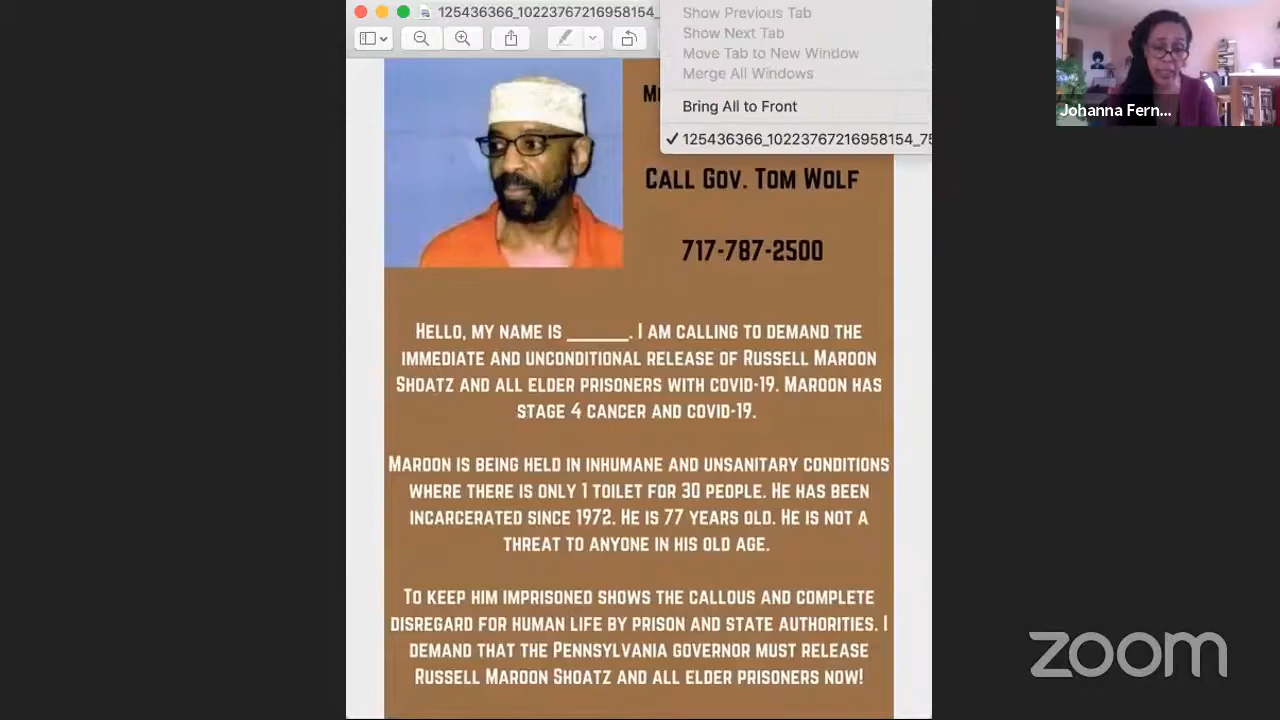 125436366_10223767216958154_
Show Previous Tab
Show Next Tab
Move Tab to New Window
Merge All Windows
Bring All to Front
✓ 125436366_10223767216958154_75
Johanna Fern...
CALL GOV. TOM WOLF
717-787-2500
HELLO, MY NAME IS ______. I AM CALLING TO DEMAND THE
IMMEDIATE AND UNCONDITIONAL RELEASE OF RUSSELL MAROON
SHOATZ AND ALL ELDER PRISONERS WITH COVID-19. MAROON HAS
STAGE 4 CANCER AND COVID-19.
MAROON IS BEING HELD IN INHUMANE AND UNSANITARY CONDITIONS
WHERE THERE IS ONLY 1 TOILET FOR 30 PEOPLE. HE HAS BEEN
INCARCERATED SINCE 1972. HE IS 77 YEARS OLD. HE IS NOT A
THREAT TO ANYONE IN HIS OLD AGE.
TO KEEP HIM IMPRISONED SHOWS THE CALLOUS AND COMPLETE
DISREGARD FOR HUMAN LIFE BY PRISON AND STATE AUTHORITIES. I
DEMAND THAT THE PENNSYLVANIA GOVERNOR MUST RELEASE
RUSSELL MAROON SHOATZ AND ALL ELDER PRISONERS NOW!
zoom